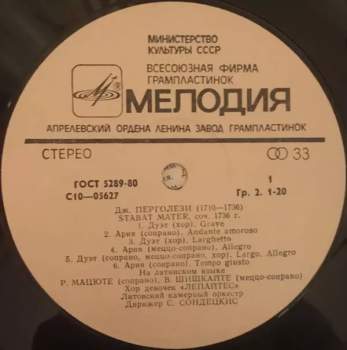 МИНИСТЕРСТВО
КУЛЬТУРЫ СССР
ВСЕСОЮЗНАЯ ФИРМА
ГРАМПЛАСТИНОК
МЕЛОДИЯ
АПРЕЛЕВСКИЙ ОРДЕНА ЛЕНИНА ЗАВОД ГРАМПЛАСТИНОК
СТЕРЕО 33
ГОСТ 5289-80 1
С10—05627 Гр. 2. 1-20
Дж. ПЕРГОЛЕЗИ (1710—1736)
STABAT MATER, соч. 1736 г.
1. Дуэт (хор). Grave
2. Ария (сопрано). Andante amoroso
3. Дуэт (хор). Larghetto
4. Ария (меццо-сопрано). Allegro
5. Дуэт (сопрано, меццо-сопрано, хор). Largo, Allegro
6. Ария (сопрано). Tempo giusto
На латинском языке
Р. МАЦЮТЕ (сопрано), В. ШИШКАЙТЕ (меццо-сопрано)
Хор девочек «ЛЕПАЙТЕС»
Литовский камерный оркестр
Дирижер С. СОНДЕЦКИС